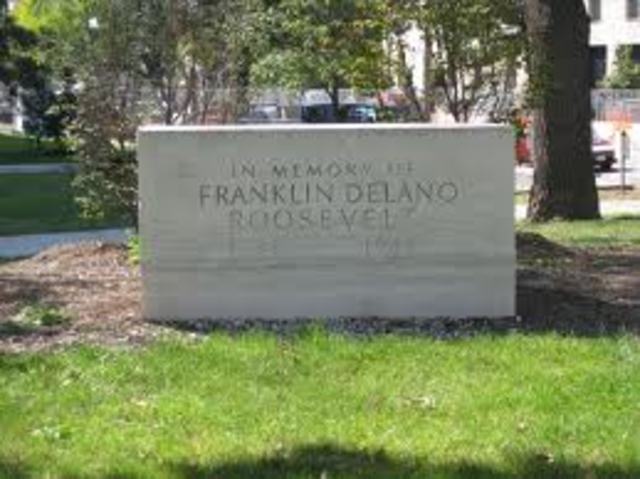 IN MEMORY OF
FRANKLIN DELANO
ROOSEVELT